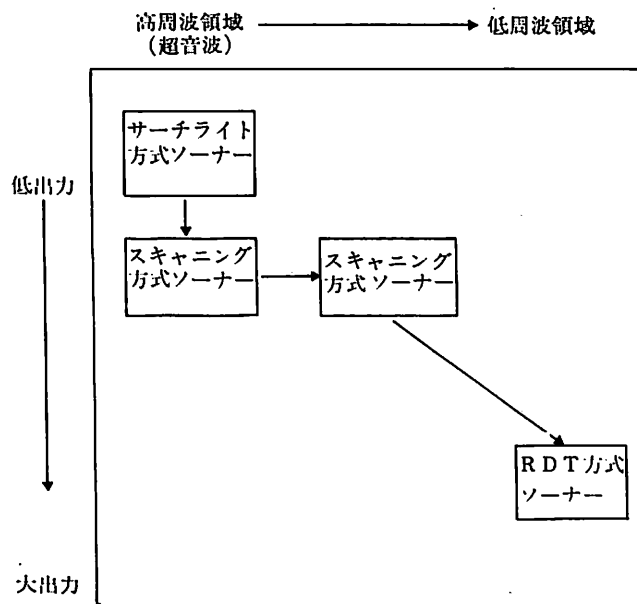 高周波領域
(超音波)
低周波領域
サーチライト
方式ソーナー
低出力
スキャニング
方式ソーナー
スキャニング
方式ソーナー
RDT方式
ソーナー
大出力